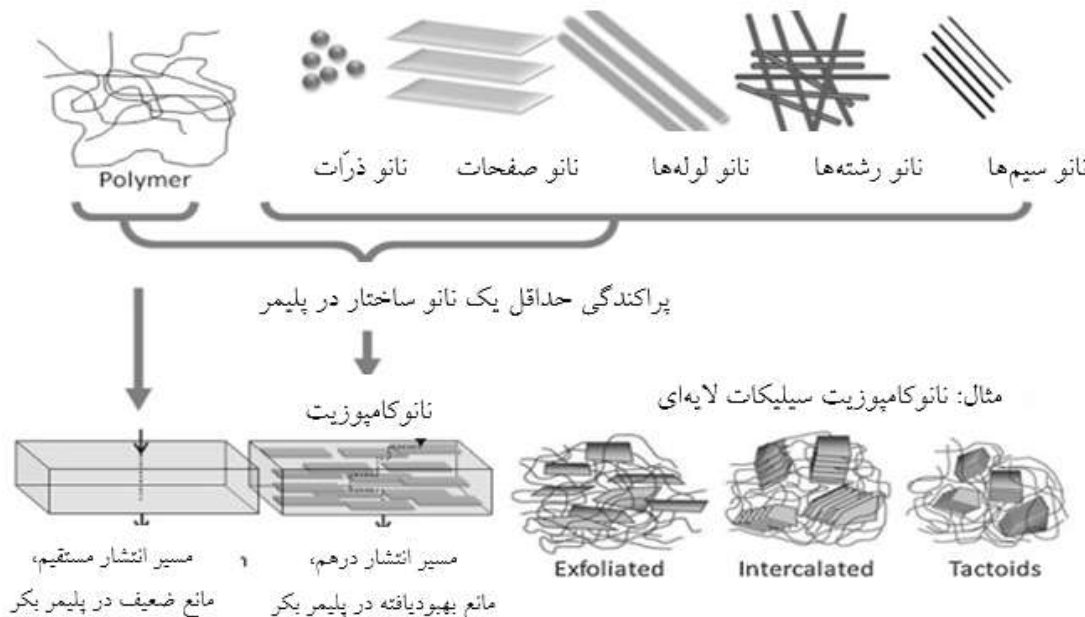 Polymer
نانو ذرّات
نانو صفحات
نانو لوله‌ها
نانو رشته‌ها
نانو سیم‌ها
پراکندگی حداقل یک نانو ساختار در پلیمر
نانوکامپوزیت
مثال: نانوکامپوزیت سیلیکات لایه‌ای
مسیر انتشار مستقیم،
مانع ضعیف در پلیمر بکر
مسیر انتشار درهم،
مانع بهبودیافته در پلیمر بکر
Exfoliated
Intercalated
Tactoids